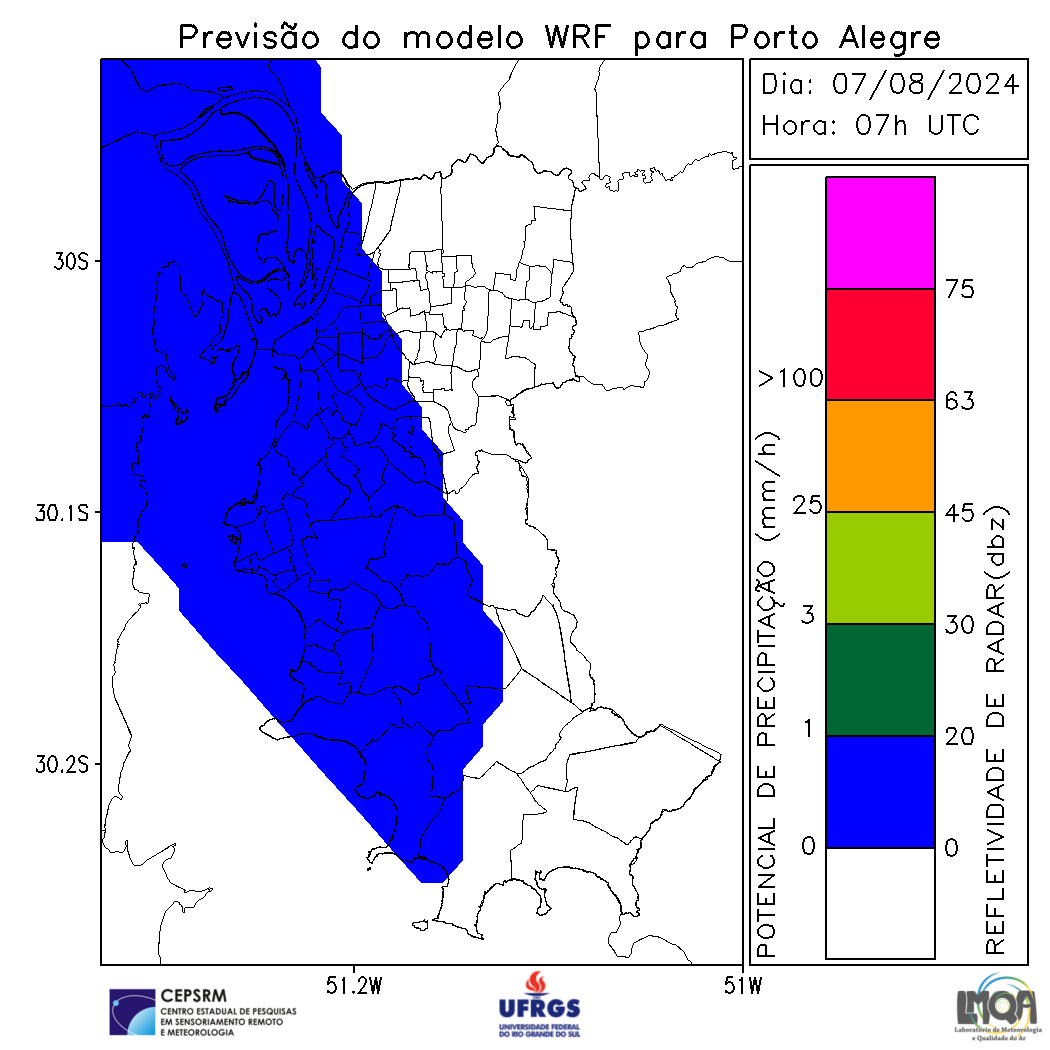 Previsão do modelo WRF para Porto Alegre
Dia: 07/08/2024
Hora: 07h UTC
30S
30.1S
30.2S
51.2W
51W
POTENCIAL DE PRECIPITAÇÃO (mm/h)
>100
25
3
1
0
75
63
45
30
20
0
REFLETIVIDADE DE RADAR(dbz)
CEPSRM
CENTRO ESTADUAL DE PESQUISAS
EM SENSORIAMENTO REMOTO
E METEOROLOGIA
UFRGS
UNIVERSIDADE FEDERAL
DO RIO GRANDE DO SUL
LMQA
Laboratório de Meteorologia
e Qualidade do Ar